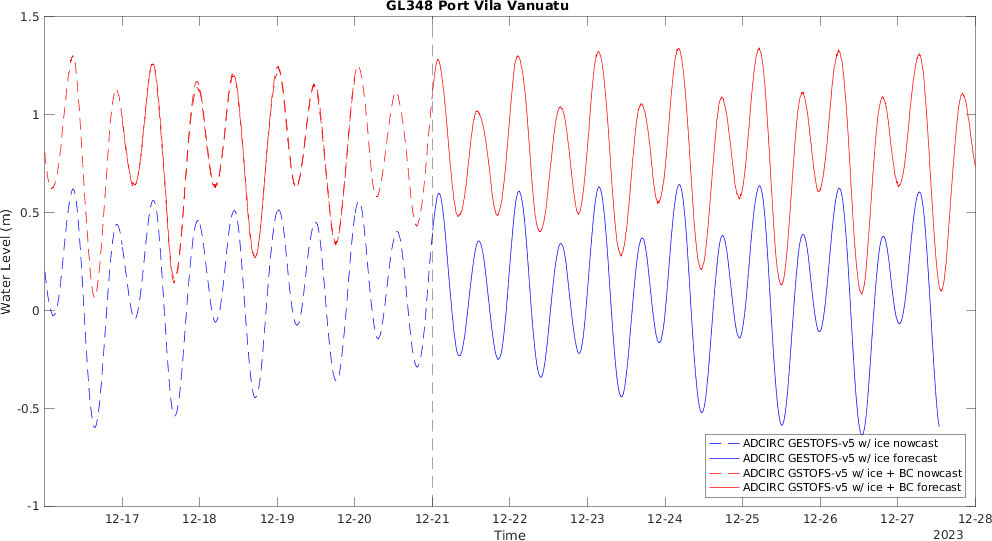 GL348 Port Vila Vanuatu
Water Level (m)
1.5
1
0.5
0
-0.5
-1
12-17 12-18 12-19 12-20 12-21 12-22 12-23 12-24 12-25 12-26 12-27 12-28
Time
2023
ADCIRC GESTOFS-v5 w/ ice nowcast
ADCIRC GESTOFS-v5 w/ ice forecast
ADCIRC GSTOFS-v5 w/ ice + BC nowcast
ADCIRC GSTOFS-v5 w/ ice + BC forecast